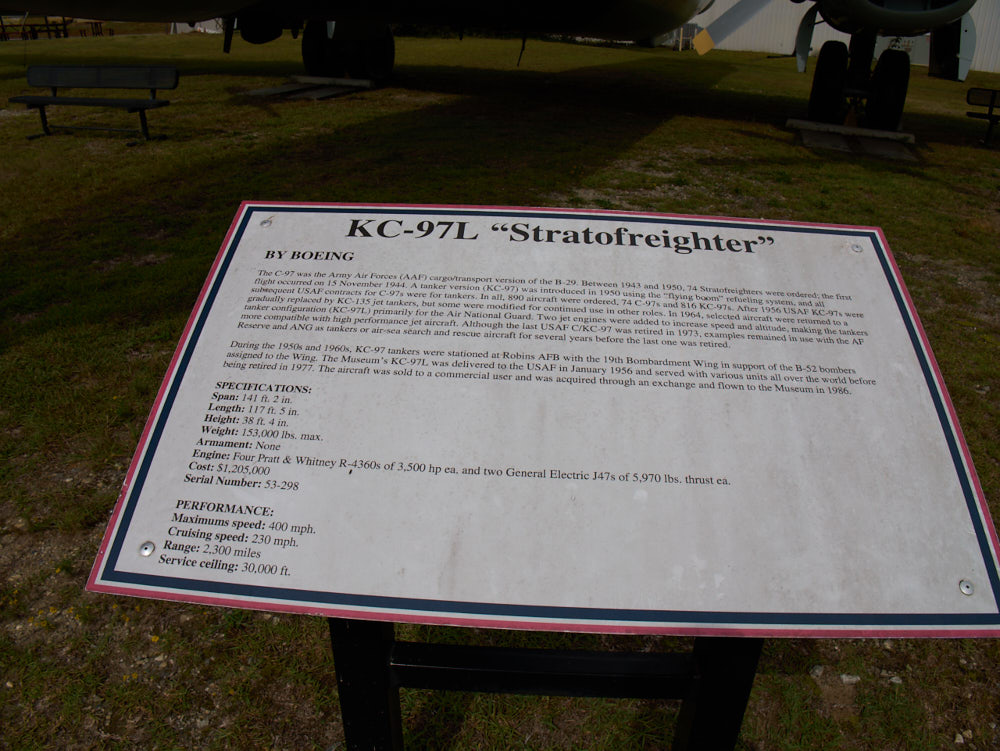 KC-97L “Stratofreighter”
BY BOEING
The C-97 was the Army Air Forces (AAF) cargo/transport version of the B-29. Between 1943 and 1950, 74 Stratofreighters were ordered; the first
flight occurred on 15 November 1944. A tanker version (KC-97) was introduced in 1950 using the “flying boom” refueling system, and all
subsequent USAF contracts for C-97s were for tankers. In all, 890 aircraft were ordered, 74 C-97s and 816 KC-97s. After 1956 USAF KC-97s were
gradually replaced by KC-135 jet tankers, but some were modified for continued use in other roles. In 1964, selected aircraft were returned to a
tanker configuration (KC-97L) primarily for the Air National Guard. Two jet engines were added to increase speed and altitude, making the tankers
more compatible with high performance jet aircraft. Although the last USAF C/KC-97 was retired in 1973, examples remained in use with the AF
Reserve and ANG as tankers or air-sea search and rescue aircraft for several years before the last one was retired.
During the 1950s and 1960s, KC-97 tankers were stationed at Robins AFB with the 19th Bombardment Wing in support of the B-52 bombers
assigned to the Wing. The Museum’s KC-97L was delivered to the USAF in January 1956 and served with various units all over the world before
being retired in 1977. The aircraft was sold to a commercial user and was acquired through an exchange and flown to the Museum in 1986.
SPECIFICATIONS:
Span: 141 ft. 2 in.
Length: 117 ft. 5 in.
Height: 38 ft. 4 in.
Weight: 153,000 lbs. max.
Armament: None
Engine: Four Pratt & Whitney R-4360s of 3,500 hp ea. and two General Electric J47s of 5,970 lbs. thrust ea.
Cost: $1,205,000
Serial Number: 53-298
PERFORMANCE:
Maximums speed: 400 mph.
Cruising speed: 230 mph.
Range: 2,300 miles
Service ceiling: 30,000 ft.